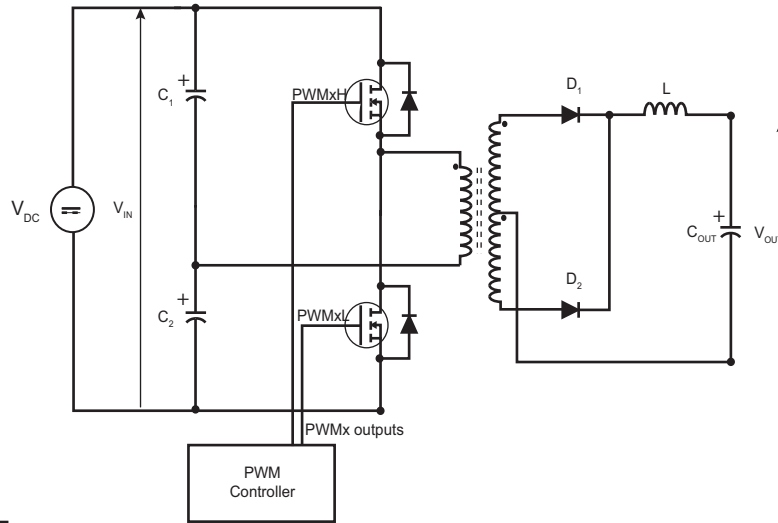 PWMxH
D1
L
C1
+
VDC
VIN
+
COUT
VOUT
+
C2
PWMxL
D2
PWMx outputs
PWM
Controller